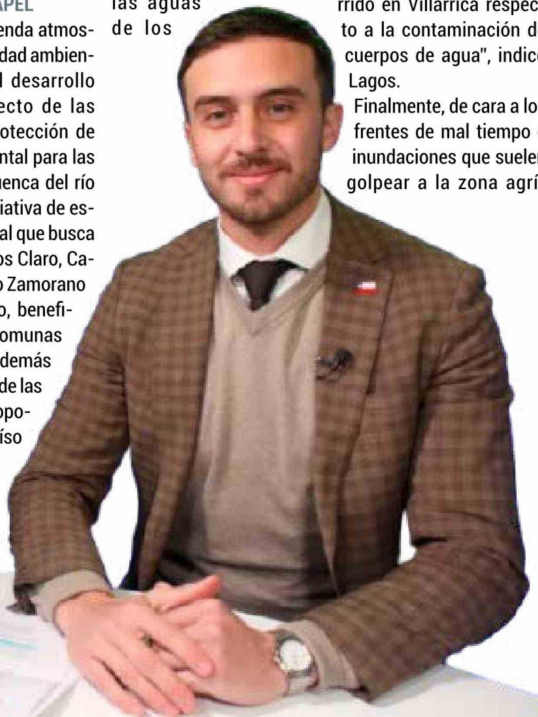 APEL
enda atmos-
dad ambien-
l desarrollo
ecto de las
otección de
ntal para las
uenca del río
iativa de es-
al que busca
os Claro, Ca-
o Zamorano
o, benefi-
omunas
demás
de las
opo-
íso
las aguas
de los
rrido en Villarrica respec-
to a la contaminación d
cuerpos de agua", indicó
Lagos.
Finalmente, de cara a lo
frentes de mal tiempo
inundaciones que suelen
golpear a la zona agrí